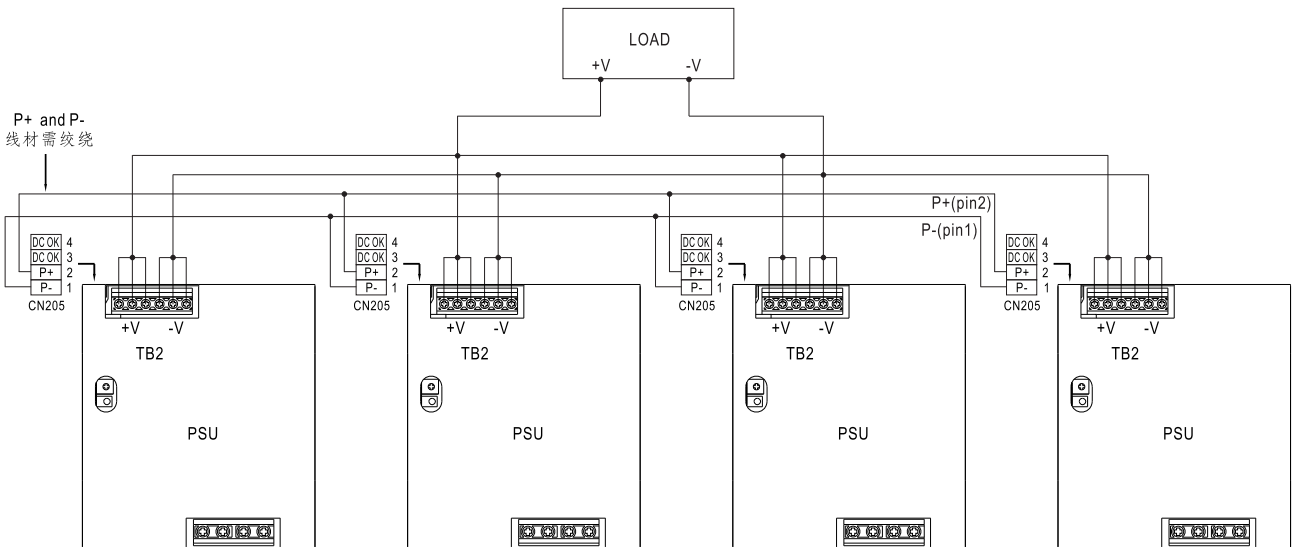 LOAD
+V -V
P+ and P-
线材需绞绕
P+(pin2)
P-(pin1)
DC OK 4
DC OK 3
P+ 2
P- 1
CN205
DC OK 4
DC OK 3
P+ 2
P- 1
CN205
DC OK 4
DC OK 3
P+ 2
P- 1
CN205
DC OK 4
DC OK 3
P+ 2
P- 1
CN205
+V -V
TB2
PSU
+V -V
TB2
PSU
+V -V
TB2
PSU
+V -V
TB2
PSU